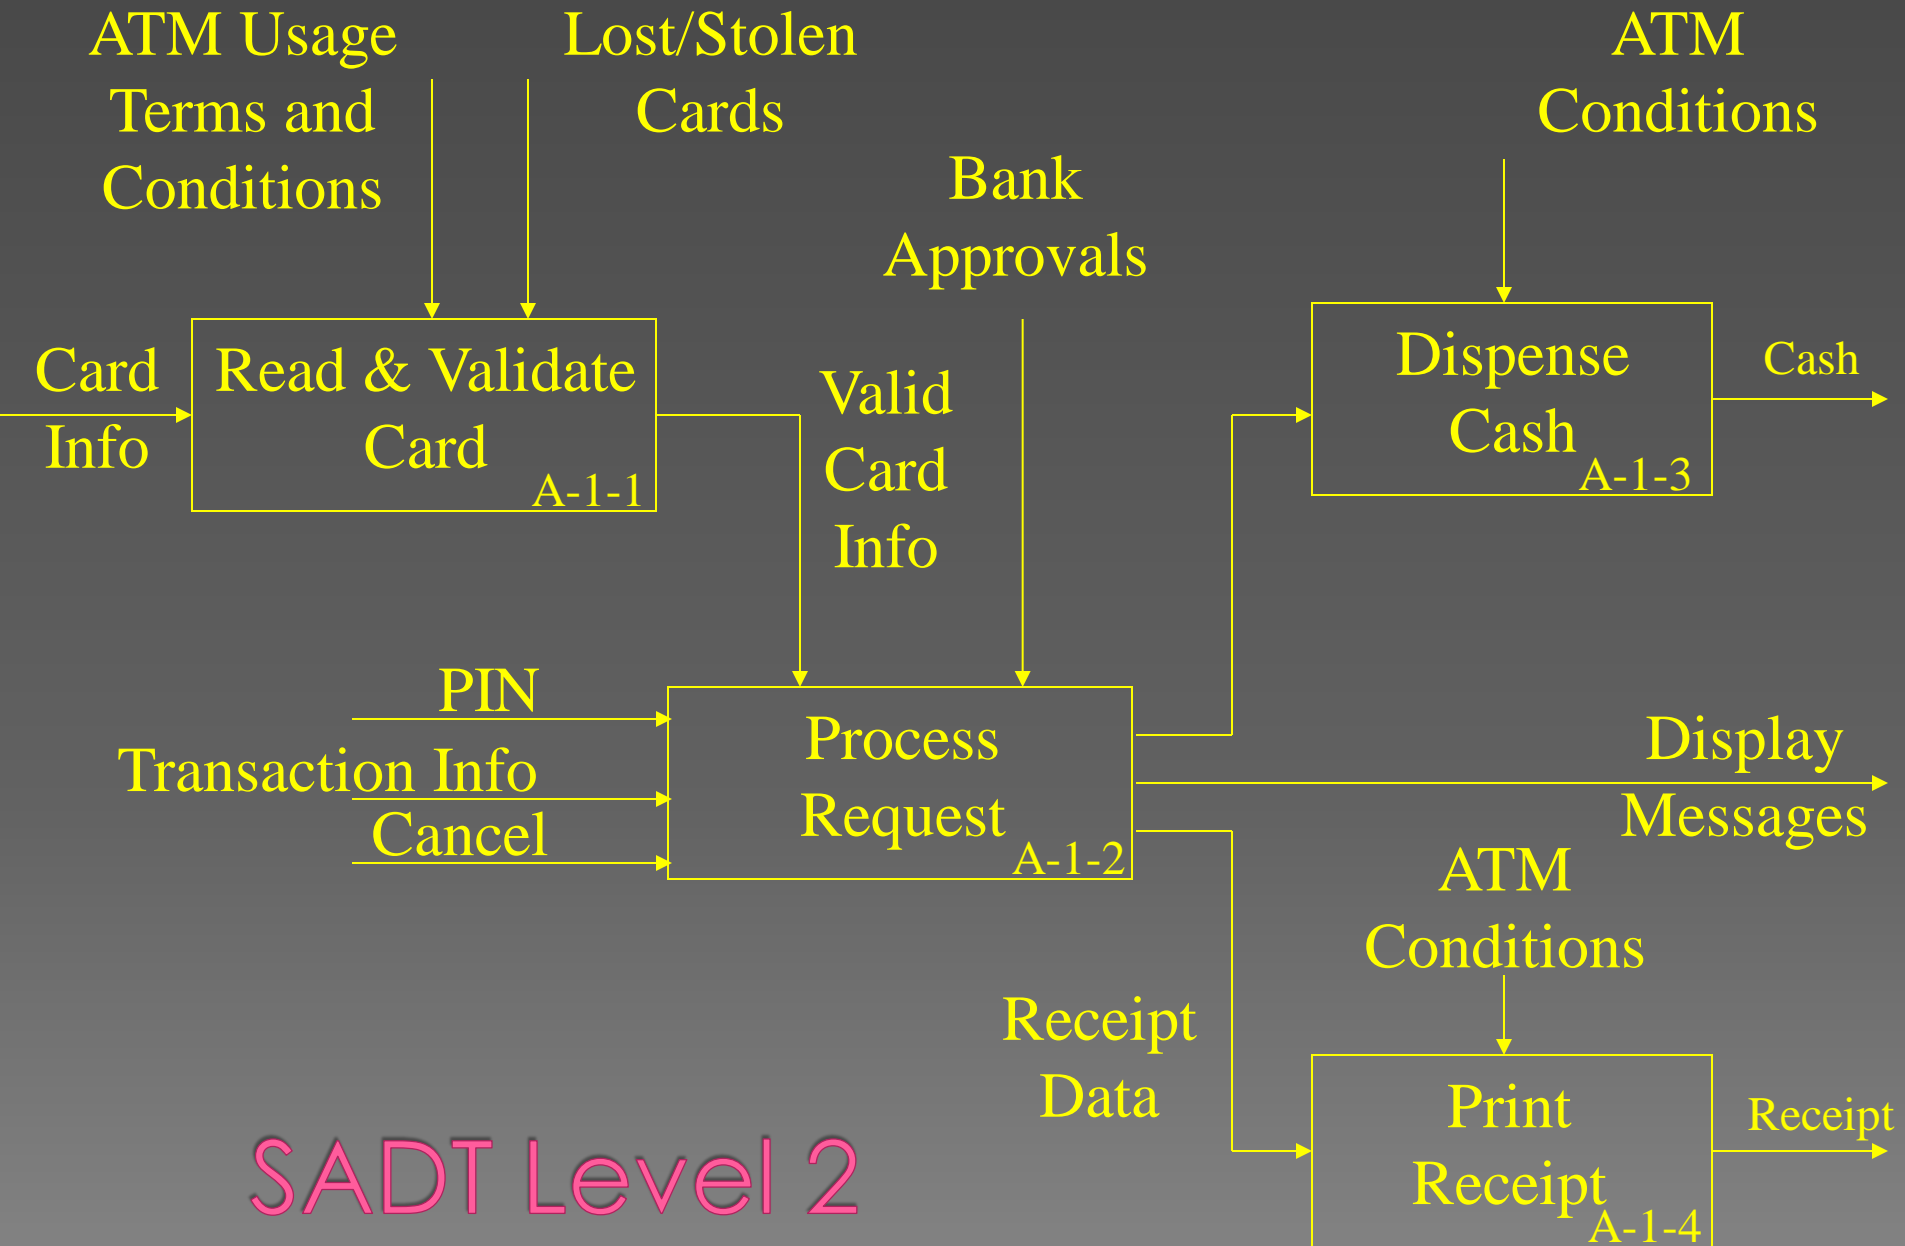 ATM Usage
Terms and
Conditions
Lost/Stolen
Cards
Bank
Approvals
ATM
Conditions
Card
Info
Read & Validate
Card
A-1-1
Valid
Card
Info
Dispense
Cash
A-1-3
Cash
PIN
Transaction Info
Cancel
Process
Request
A-1-2
Display
Messages
ATM
Conditions
Receipt
Data
Print
Receipt
A-1-4
Receipt
SADT Level 2